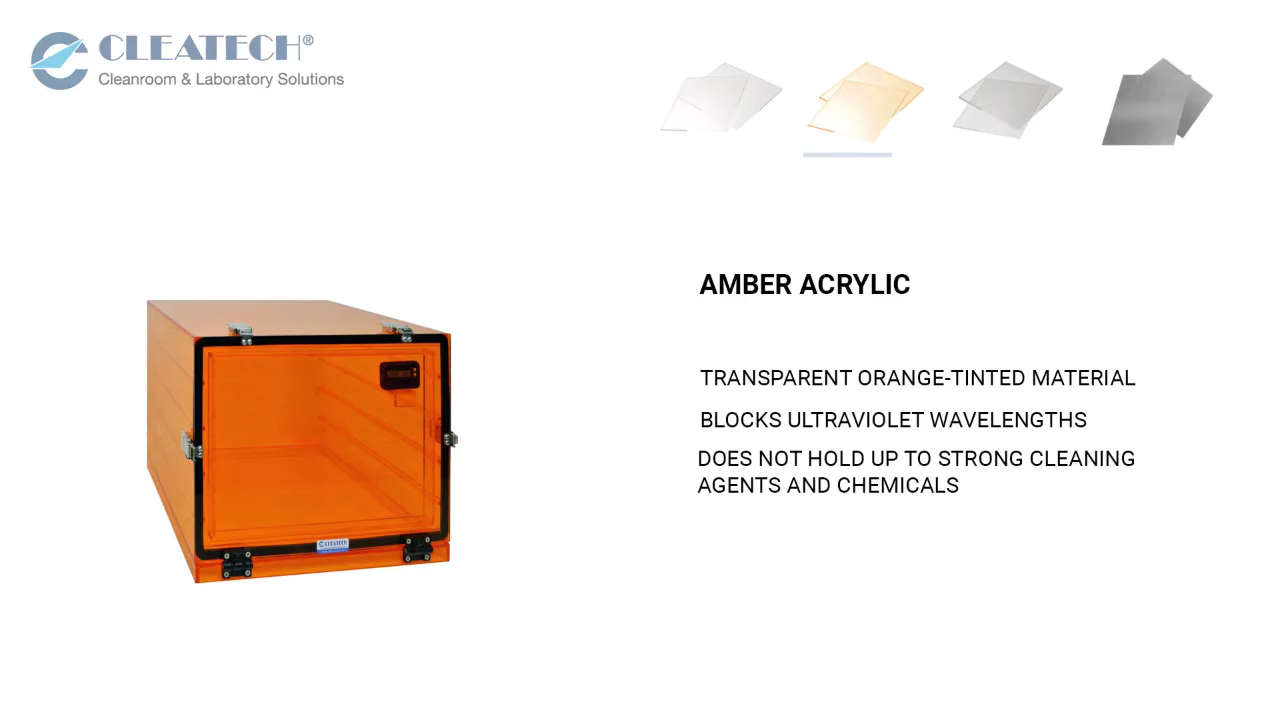 CLEATECH®
Cleanroom & Laboratory Solutions
AMBER ACRYLIC
TRANSPARENT ORANGE-TINTED MATERIAL
BLOCKS ULTRAVIOLET WAVELENGTHS
DOES NOT HOLD UP TO STRONG CLEANING
AGENTS AND CHEMICALS
CLEATECH